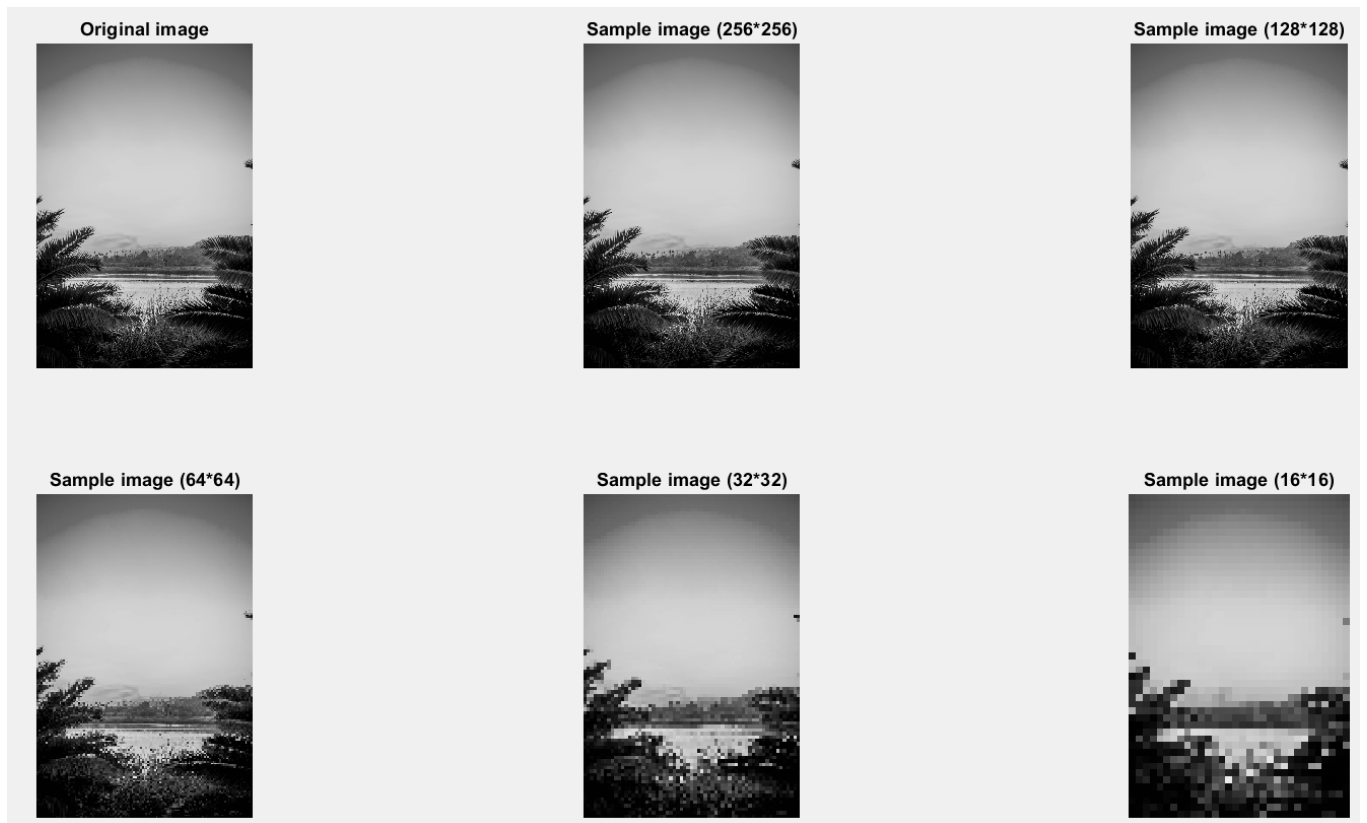 Original image
Sample image (256*256)
Sample image (128*128)
Sample image (64*64)
Sample image (32*32)
Sample image (16*16)